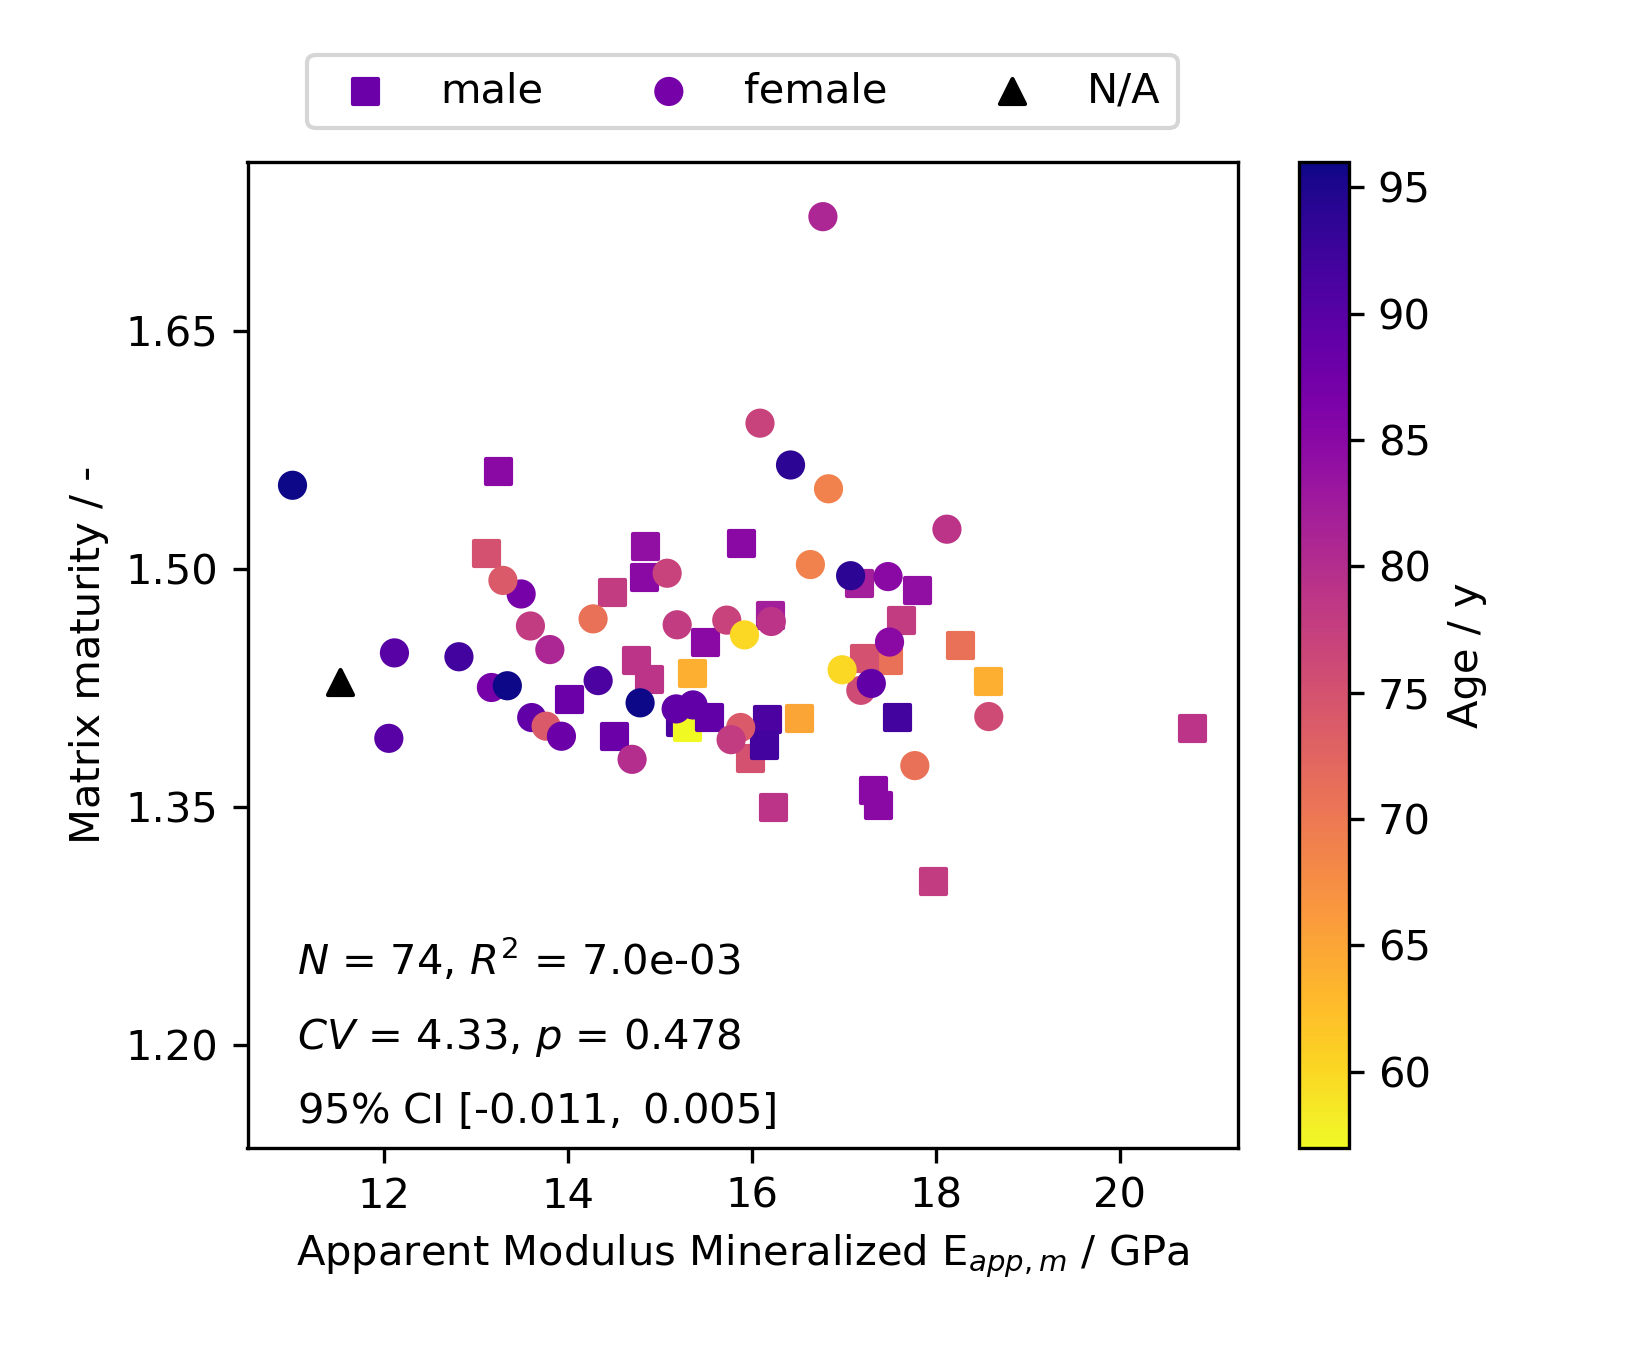 male female N/A
1.65
1.50
1.35
1.20
Matrix maturity / -
N = 74, R² = 7.0e-03
CV = 4.33, p = 0.478
95% CI [-0.011, 0.005]
12 14 16 18 20
Apparent Modulus Mineralized E_app,m / GPa
95
90
85
80
75
70
65
60
Age / y